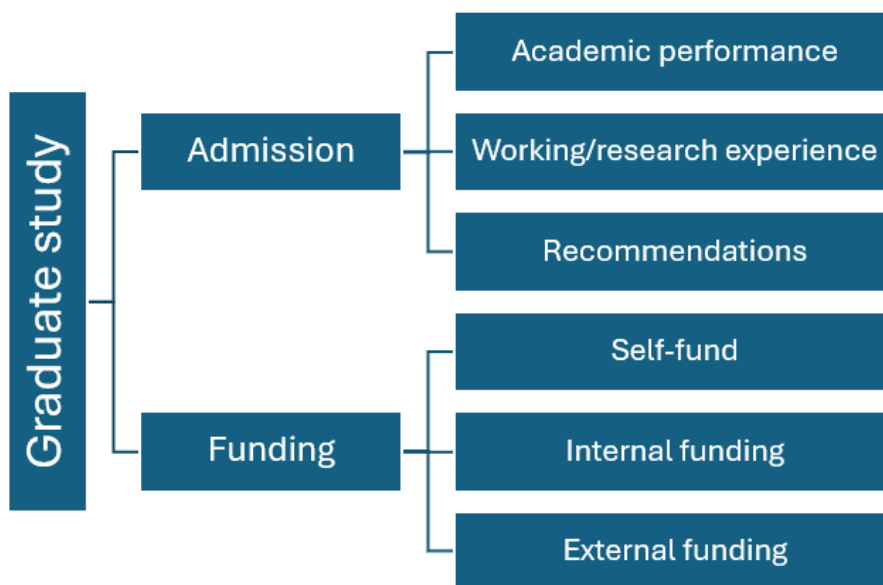 Graduate study
Admission
Academic performance
Working/research experience
Recommendations
Funding
Self-fund
Internal funding
External funding